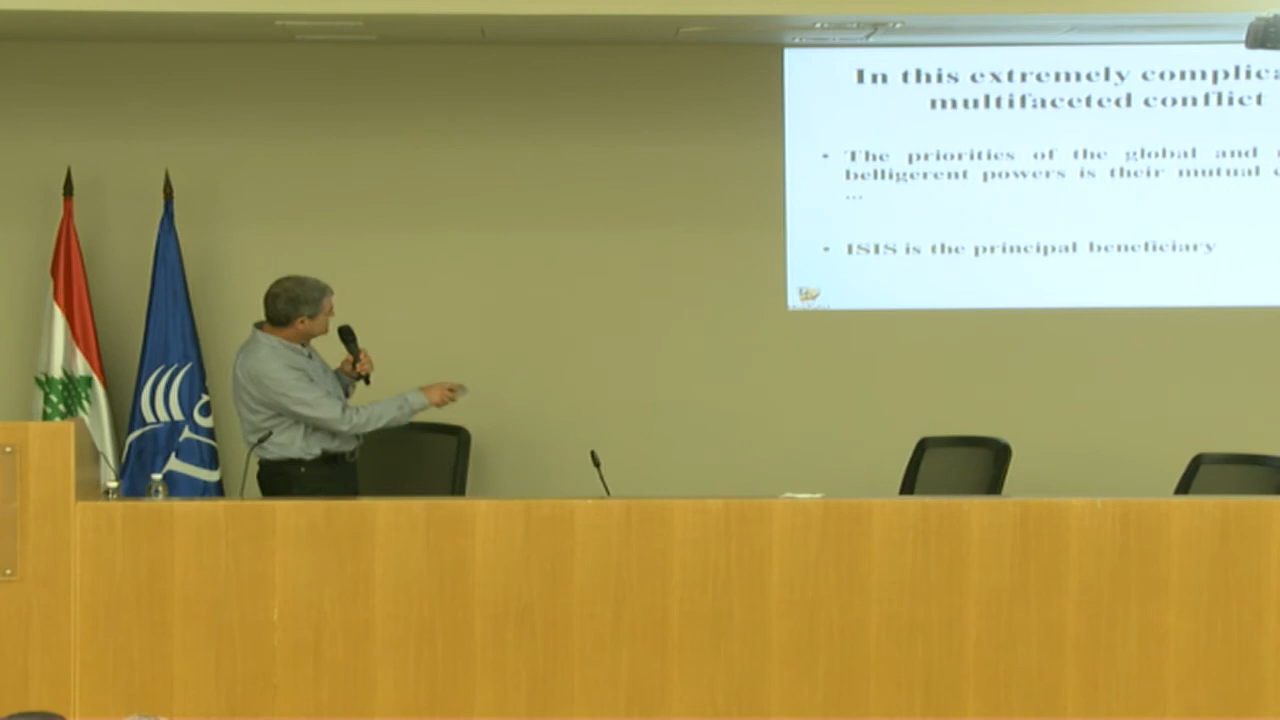 In this extremely complica
multifaceted conflict
• The priorities of the global and
belligerent powers is their mutual
...
• ISIS is the principal beneficiary